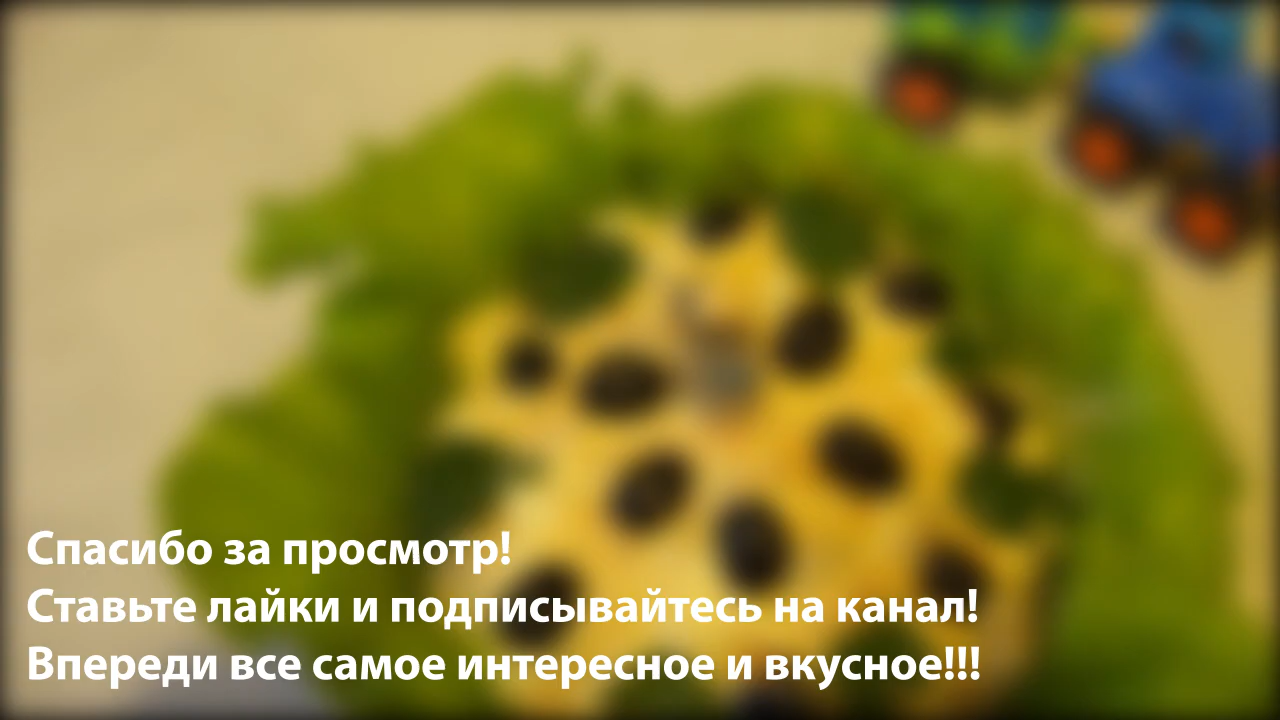 Спасибо за просмотр!
Ставьте лайки и подписывайтесь на канал!
Впереди все самое интересное и вкусное!!!